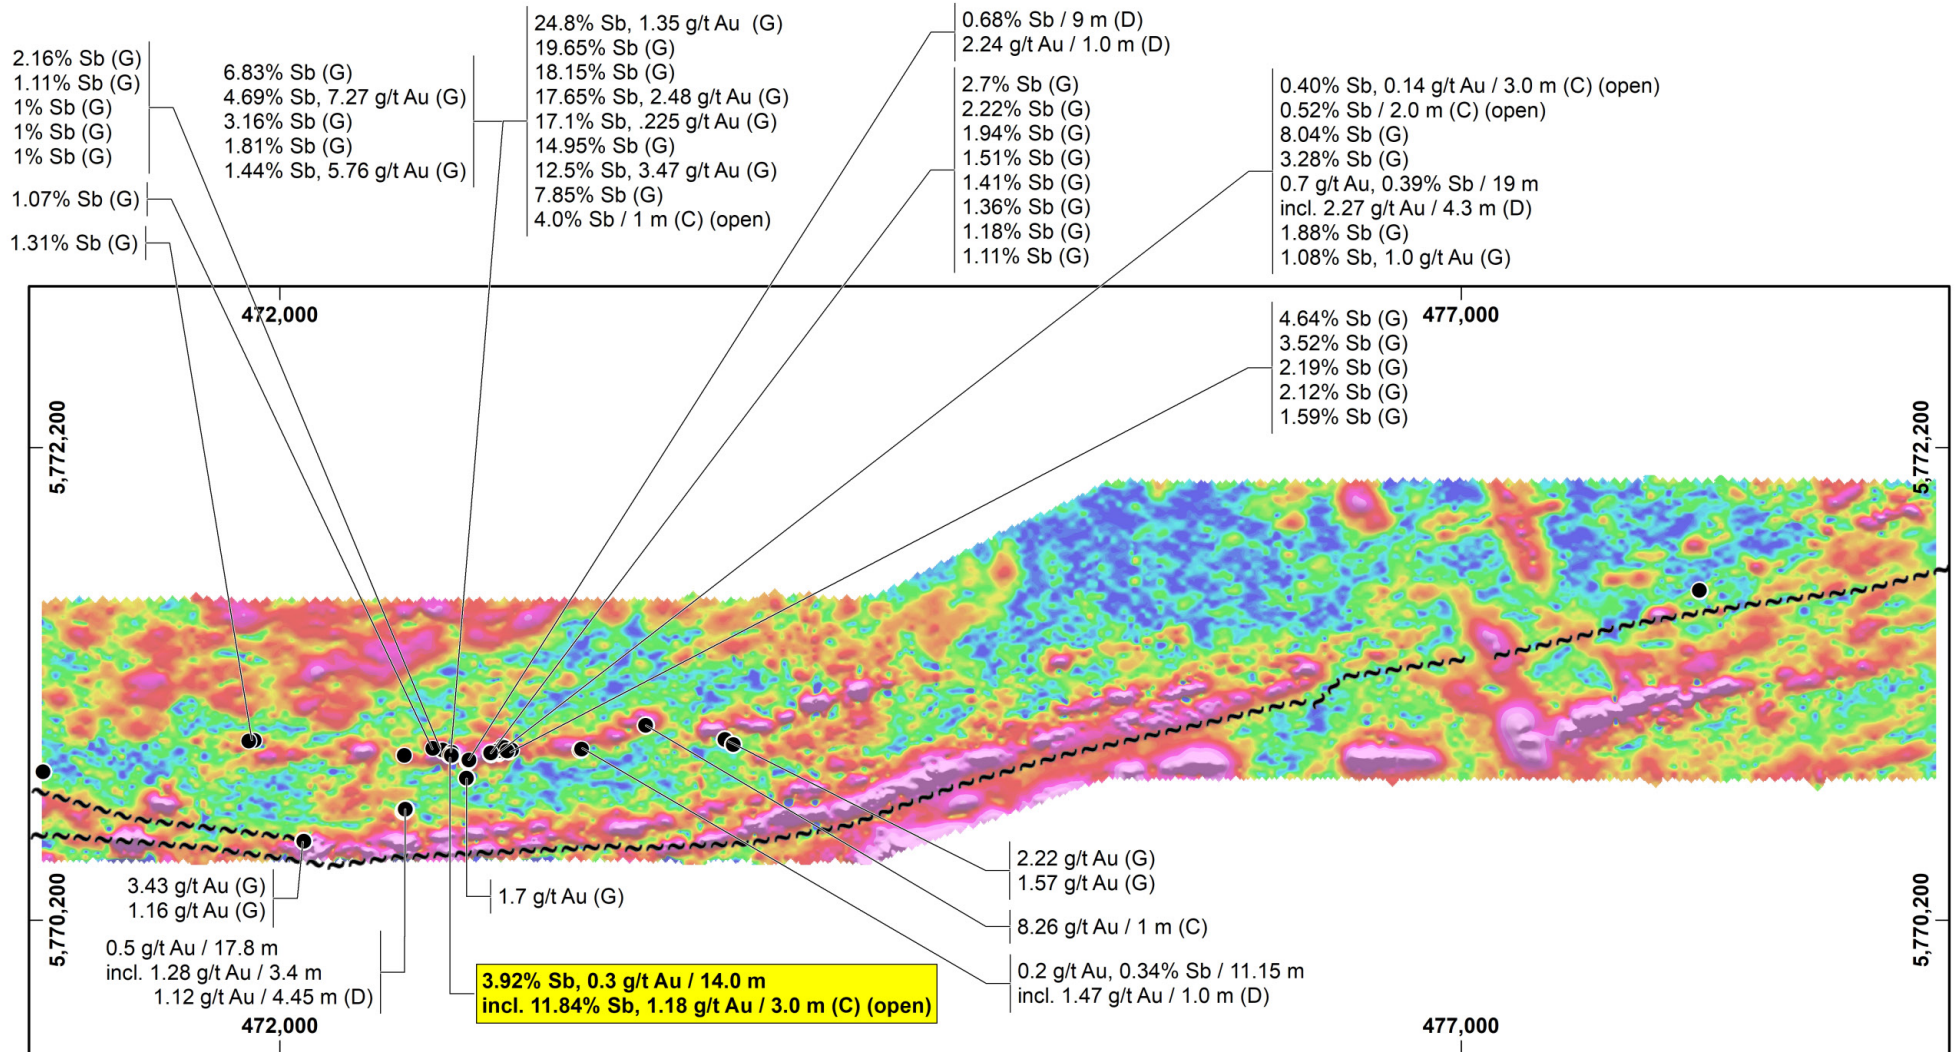 2.16% Sb (G)
1.11% Sb (G)
1% Sb (G)
1% Sb (G)
1% Sb (G)
1.07% Sb (G)
1.31% Sb (G)
6.83% Sb (G)
4.69% Sb, 7.27 g/t Au (G)
3.16% Sb (G)
1.81% Sb (G)
1.44% Sb, 5.76 g/t Au (G)
24.8% Sb, 1.35 g/t Au (G)
19.65% Sb (G)
18.15% Sb (G)
17.65% Sb, 2.48 g/t Au (G)
17.1% Sb, .225 g/t Au (G)
14.95% Sb (G)
12.5% Sb, 3.47 g/t Au (G)
7.85% Sb (G)
4.0% Sb / 1 m (C) (open)
0.68% Sb / 9 m (D)
2.24 g/t Au / 1.0 m (D)
2.7% Sb (G)
2.22% Sb (G)
1.94% Sb (G)
1.51% Sb (G)
1.41% Sb (G)
1.36% Sb (G)
1.18% Sb (G)
1.11% Sb (G)
0.40% Sb, 0.14 g/t Au / 3.0 m (C) (open)
0.52% Sb / 2.0 m (C) (open)
8.04% Sb (G)
3.28% Sb (G)
0.7 g/t Au, 0.39% Sb / 19 m
incl. 2.27 g/t Au / 4.3 m (D)
1.88% Sb (G)
1.08% Sb, 1.0 g/t Au (G)
472,000
477,000
4.64% Sb (G)
3.52% Sb (G)
2.19% Sb (G)
2.12% Sb (G)
1.59% Sb (G)
5,772,200
5,772,200
3.43 g/t Au (G)
1.16 g/t Au (G)
1.7 g/t Au (G)
2.22 g/t Au (G)
1.57 g/t Au (G)
8.26 g/t Au / 1 m (C)
5,770,200
5,770,200
0.5 g/t Au / 17.8 m
incl. 1.28 g/t Au / 3.4 m
1.12 g/t Au / 4.45 m (D)
3.92% Sb, 0.3 g/t Au / 14.0 m
incl. 11.84% Sb, 1.18 g/t Au / 3.0 m (C) (open)
0.2 g/t Au, 0.34% Sb / 11.15 m
incl. 1.47 g/t Au / 1.0 m (D)
472,000
477,000